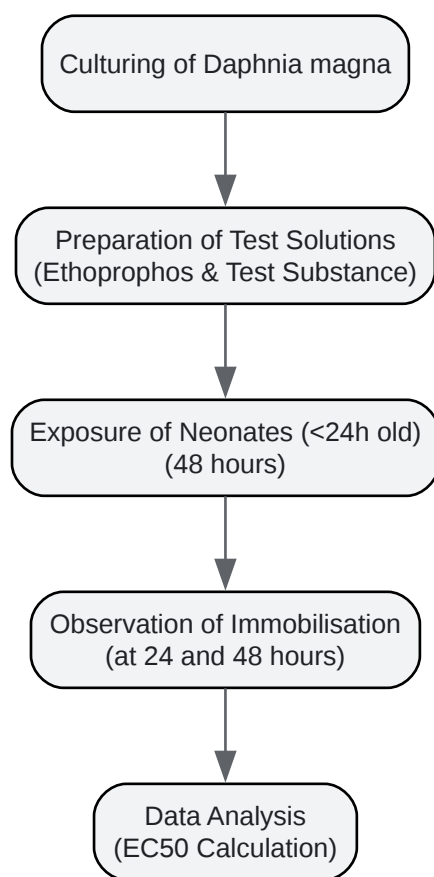 Culturing of Daphnia magna
Preparation of Test Solutions
(Ethoprophos & Test Substance)
Exposure of Neonates (<24h old)
(48 hours)
Observation of Immobilisation
(at 24 and 48 hours)
Data Analysis
(EC50 Calculation)